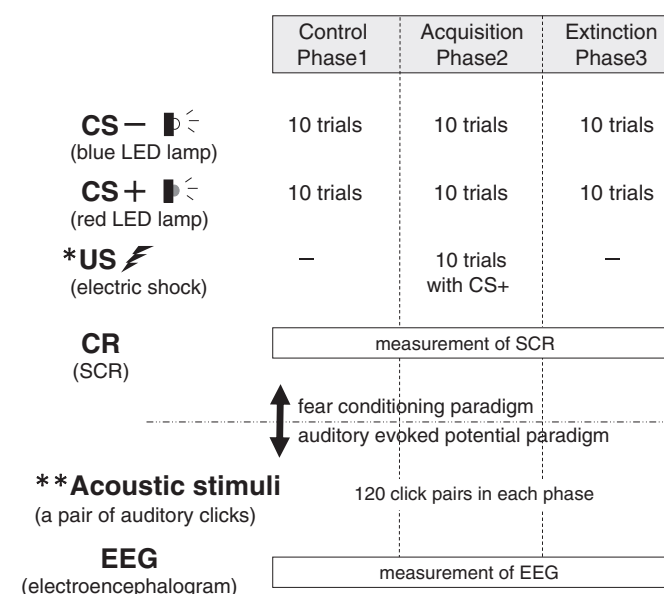 Control Acquisition Extinction
Phase1 Phase2 Phase3
CS－ 10 trials 10 trials 10 trials
(blue LED lamp)
CS＋ 10 trials 10 trials 10 trials
(red LED lamp)
*US － 10 trials －
(electric shock) with CS+
CR measurement of SCR
(SCR)
fear conditioning paradigm
auditory evoked potential paradigm
**Acoustic stimuli 120 click pairs in each phase
(a pair of auditory clicks)
EEG measurement of EEG
(electroencephalogram)